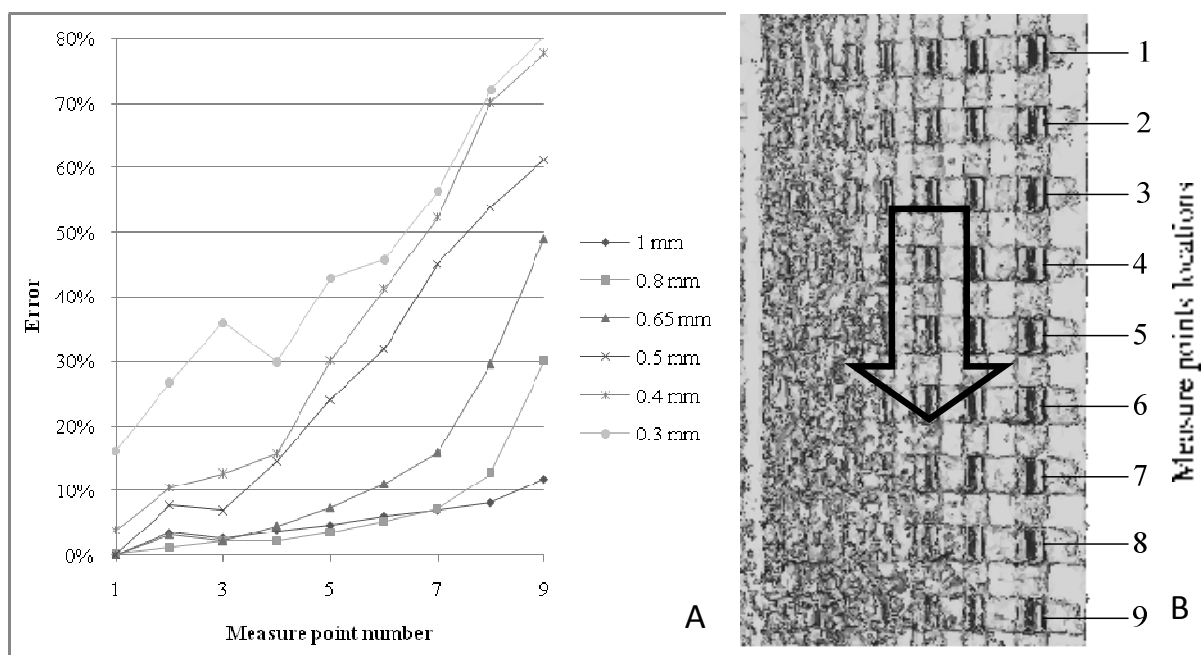 80%
70%
60%
50%
40%
30%
20%
10%
0%
Error
1 3 5 7 9
Measure point number
1 mm
0.8 mm
0.65 mm
0.5 mm
0.4 mm
0.3 mm
A
1
2
3
4
5
6
7
8
9
Measure points locations
B